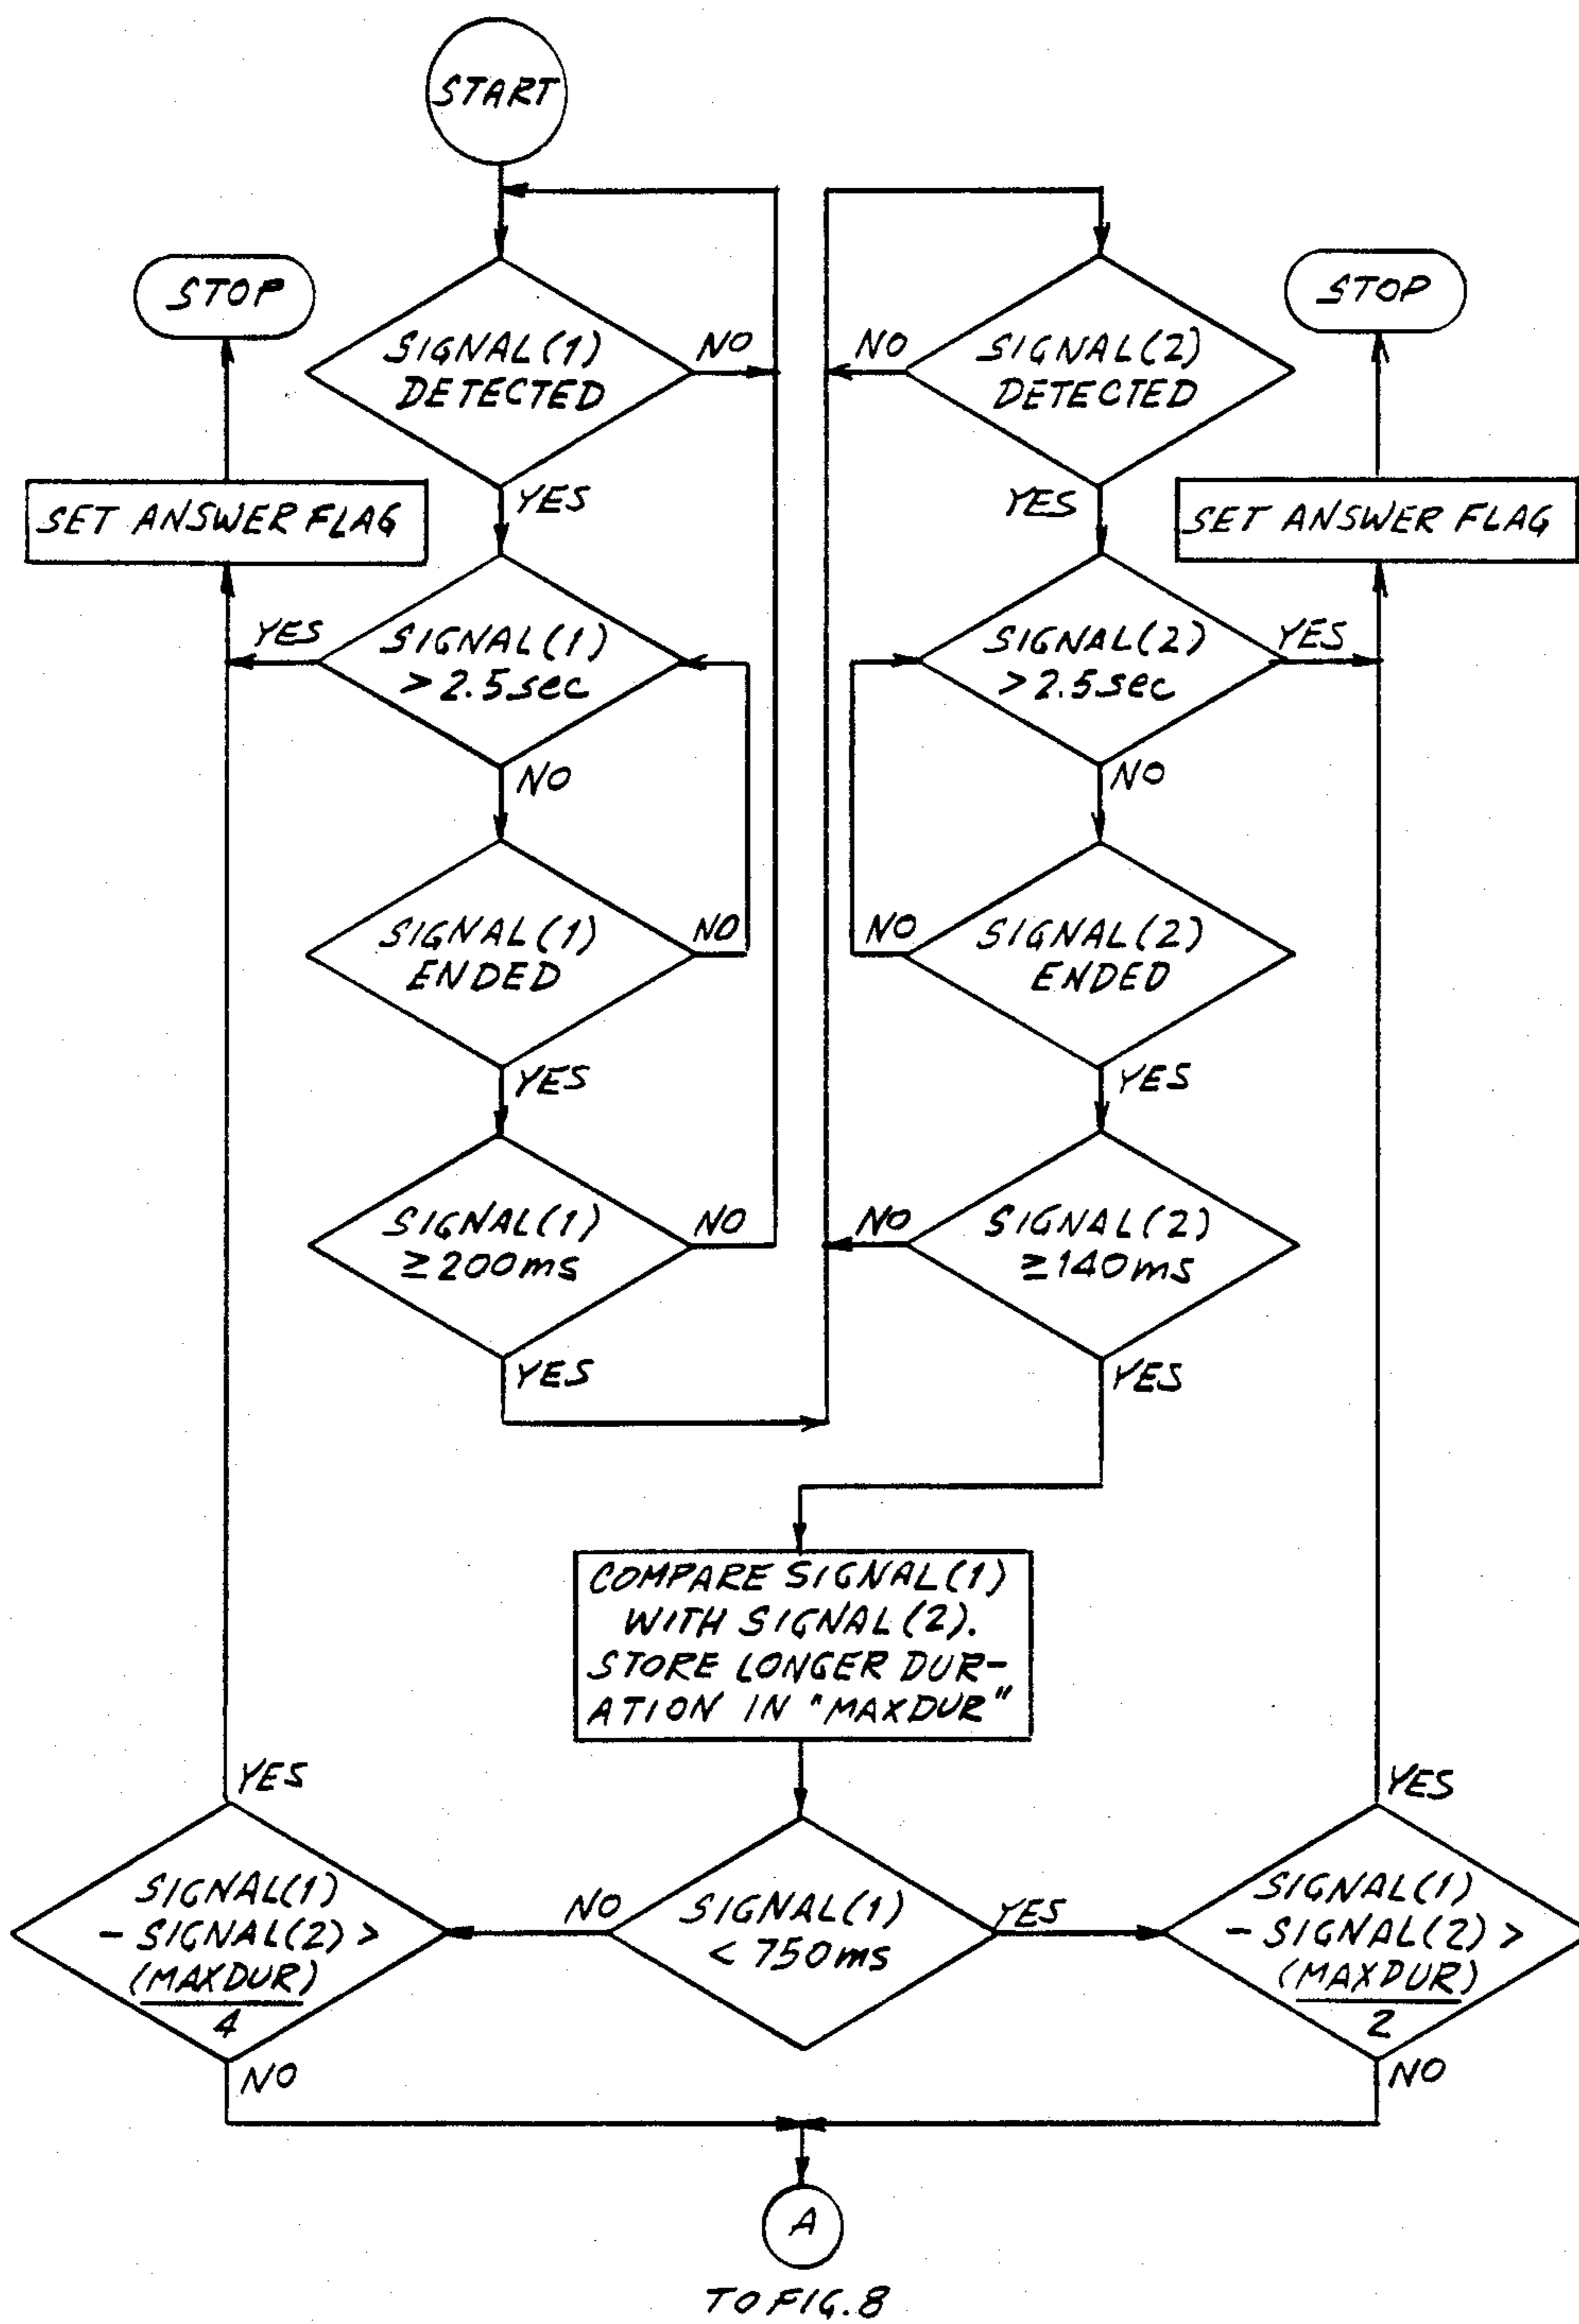 START
STOP
SIGNAL(1)
DETECTED
NO
NO
SIGNAL(2)
DETECTED
STOP
SET ANSWER FLAG
YES
YES
SET ANSWER FLAG
YES
SIGNAL(1)
> 2.5sec
SIGNAL(2)
> 2.5sec
YES
NO
NO
SIGNAL(1)
ENDED
NO
NO
SIGNAL(2)
ENDED
YES
YES
SIGNAL(1)
≥200ms
NO
NO
SIGNAL(2)
≥140ms
YES
YES
COMPARE SIGNAL(1)
WITH SIGNAL(2).
STORE LONGER DUR-
ATION IN "MAXDUR"
YES
YES
SIGNAL(1)
- SIGNAL(2) >
(MAXDUR)
4
NO
SIGNAL(1)
< 750ms
YES
SIGNAL(1)
- SIGNAL(2) >
(MAXDUR)
2
NO
NO
A
TO FIG.8